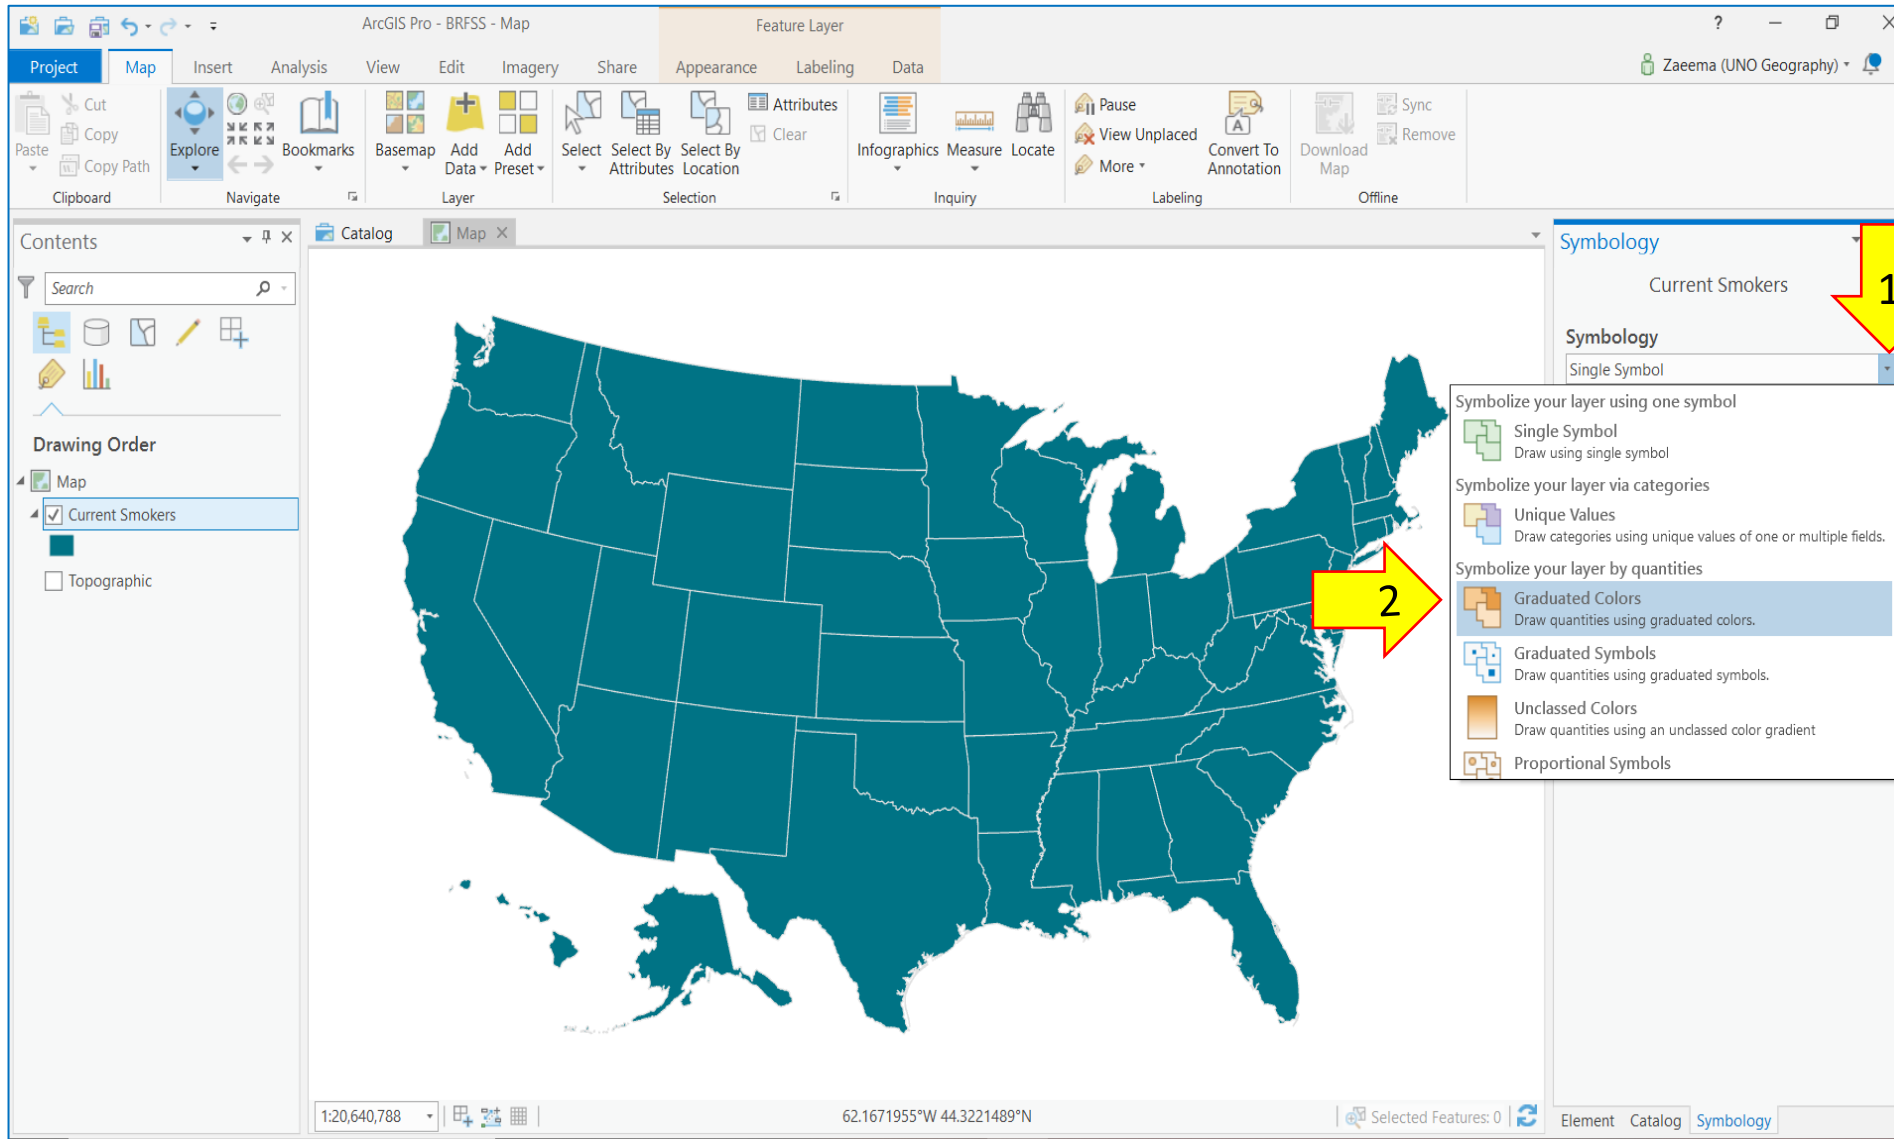 ArcGIS Pro - BRFSS - Map
Feature Layer
?
Project Map Insert Analysis View Edit Imagery Share Appearance Labeling Data
Zaeema (UNO Geography)
Paste
Cut
Copy
Copy Path
Clipboard
Explore
Bookmarks
Navigate
Basemap
Add
Data
Add
Preset
Layer
Select
Select By
Attributes
Select By
Location
Attributes
Clear
Selection
Infographics
Measure
Locate
Inquiry
Pause
View Unplaced
More
A
Convert To
Annotation
Labeling
Download
Map
Sync
Remove
Offline
Contents
Search
Drawing Order
Map
Current Smokers
Topographic
Catalog
Map
1:20,640,788
62.1671955°W 44.3221489°N
Selected Features: 0
Symbology
Current Smokers
1
Symbology
Single Symbol
Symbolize your layer using one symbol
Single Symbol
Draw using single symbol
Symbolize your layer via categories
Unique Values
Draw categories using unique values of one or multiple fields.
Symbolize your layer by quantities
2
Graduated Colors
Draw quantities using graduated colors.
Graduated Symbols
Draw quantities using graduated symbols.
Unclassed Colors
Draw quantities using an unclassed color gradient
Proportional Symbols
Element Catalog Symbology